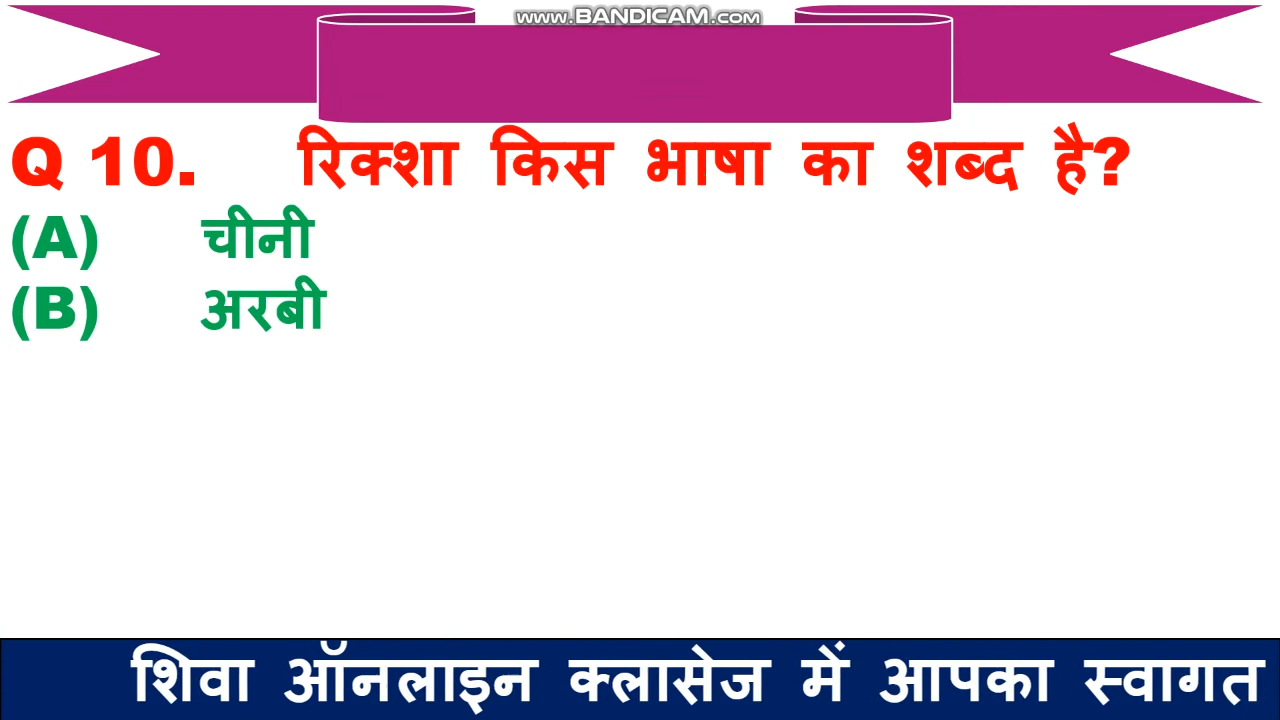 www.BANDICAM.com
Q 10. रिक्शा किस भाषा का शब्द है?
(A) चीनी
(B) अरबी
शिवा ऑनलाइन क्लासेज में आपका स्वागत